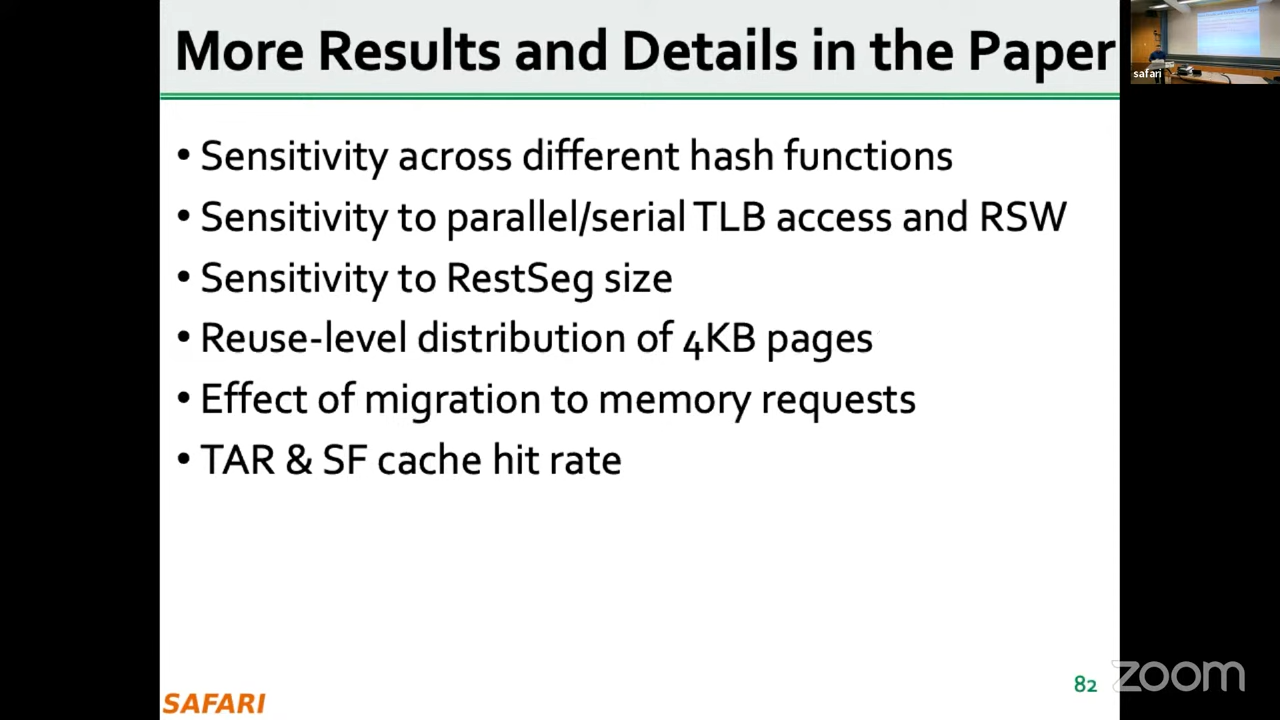 More Results and Details in the Paper
safari
• Sensitivity across different hash functions
• Sensitivity to parallel/serial TLB access and RSW
• Sensitivity to RestSeg size
• Reuse-level distribution of 4KB pages
• Effect of migration to memory requests
• TAR & SF cache hit rate
SAFARI
82
zoom